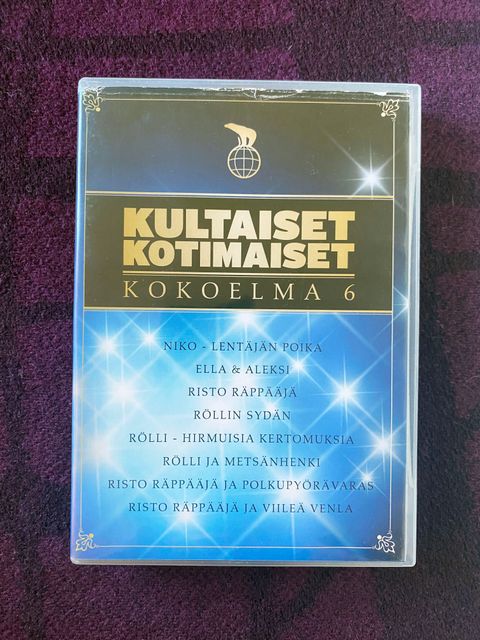 KULTAISET
KOTIMAISET
KOKOELMA 6
NIKO - LENTÄJÄN POIKA
ELLA & ALEKSI
RISTO RÄPPÄÄJÄ
RÖLLIN SYDÄN
RÖLLI - HIRMUISIA KERTOMUKSIA
RÖLLI JA METSÄNHENKI
RISTO RÄPPÄÄJÄ JA POLKUPYÖRÄVARAS
RISTO RÄPPÄÄJÄ JA VIILEÄ VENLA